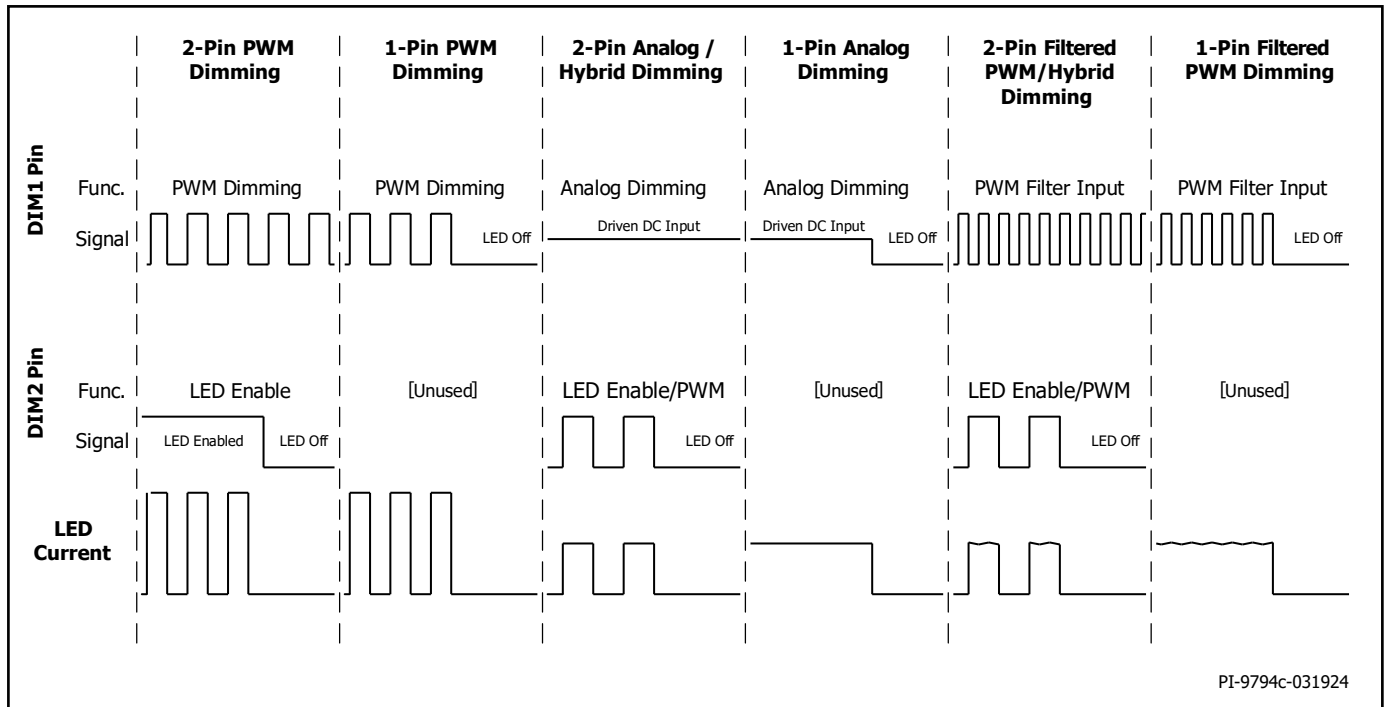 2-Pin PWM
Dimming
1-Pin PWM
Dimming
2-Pin Analog /
Hybrid Dimming
1-Pin Analog
Dimming
2-Pin Filtered
PWM/Hybrid
Dimming
1-Pin Filtered
PWM Dimming
DIM1 Pin
Func.
PWM Dimming
PWM Dimming
Analog Dimming
Analog Dimming
PWM Filter Input
PWM Filter Input
Signal
LED Off
Driven DC Input
Driven DC Input
LED Off
LED Off
DIM2 Pin
Func.
LED Enable
[Unused]
LED Enable/PWM
[Unused]
LED Enable/PWM
[Unused]
Signal
LED Enabled
LED Off
LED Off
LED Off
LED
Current
PI-9794c-031924